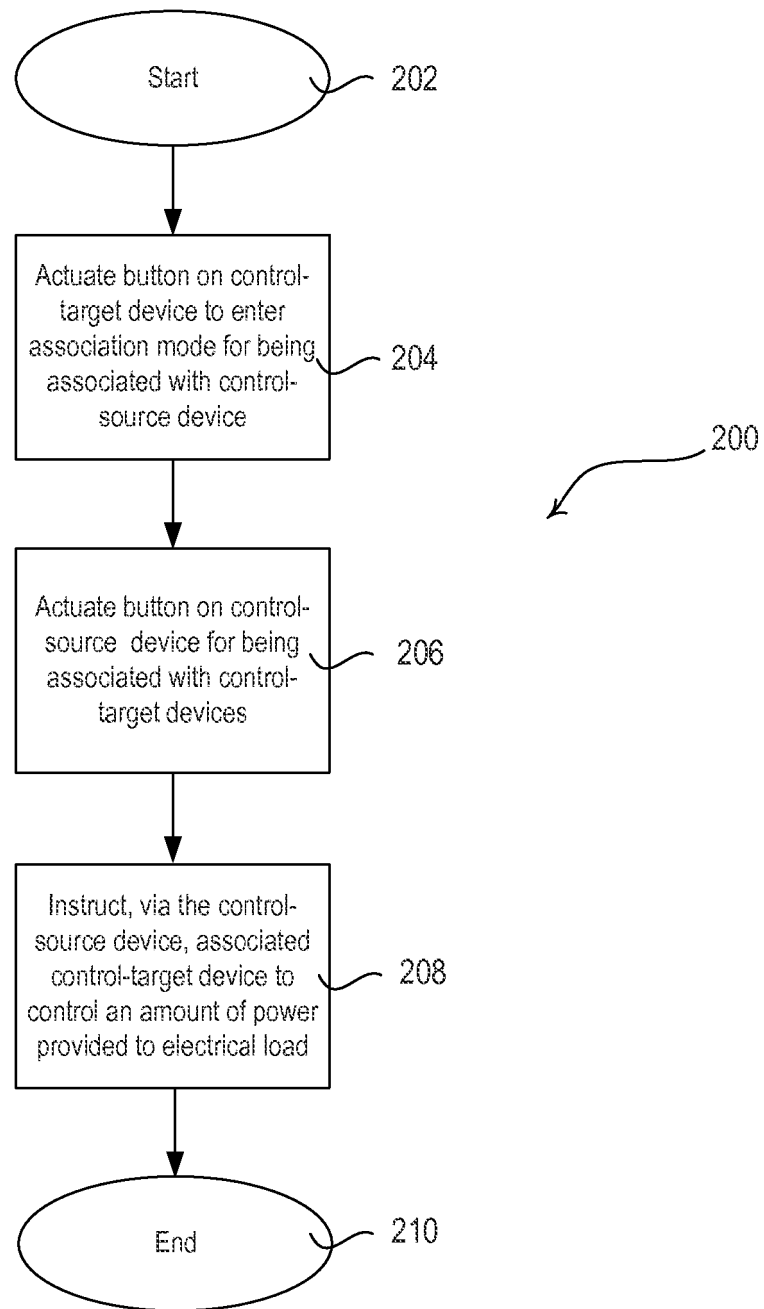 Start
202
Actuate button on control-
target device to enter
association mode for being
associated with control-
source device
204
200
Actuate button on control-
source device for being
associated with control-
target devices
206
Instruct, via the control-
source device, associated
control-target device to
control an amount of power
provided to electrical load
208
End
210